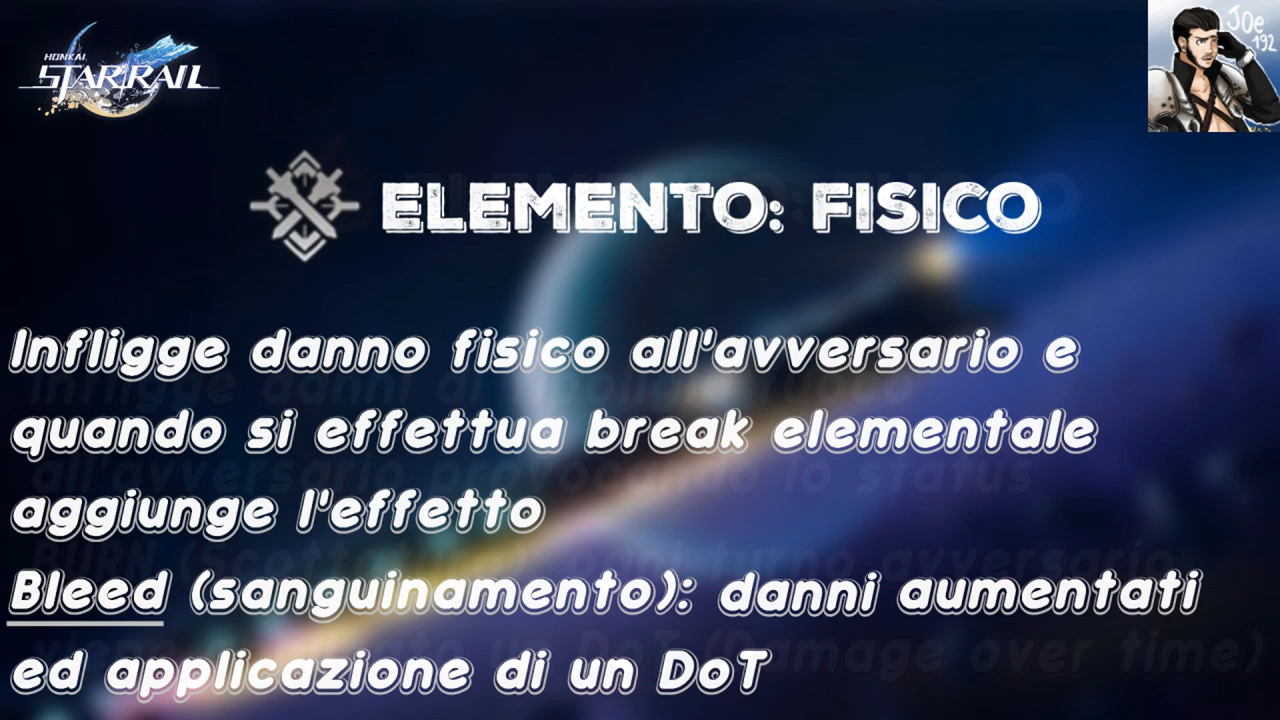 HONKAI
STAR RAIL
JOe
192
ELEMENTO: FISICO
Infligge danno fisico all'avversario e
quando si effettua break elementale
aggiunge l'effetto
Bleed (sanguinamento): danni aumentati
ed applicazione di un DoT